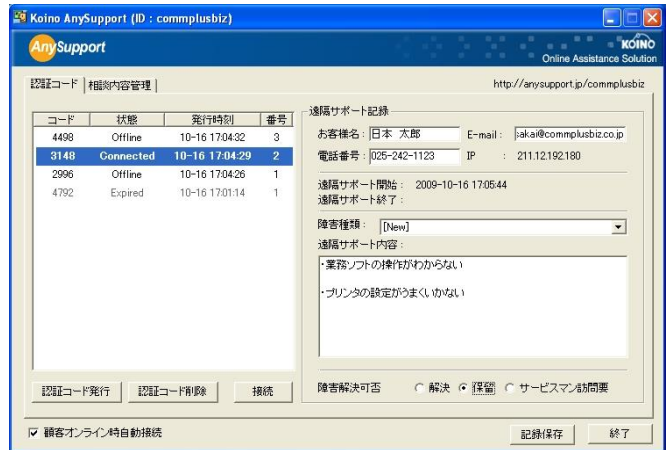 Koino AnySupport (ID : commplusbiz)
AnySupport
KOINO
Online Assistance Solution
認証コード 相談内容管理
http://anysupport.jp/commplusbiz
コード 状態 発行時刻 番号
4498 Offline 10-16 17:04:32 3
3148 Connected 10-16 17:04:29 2
2996 Offline 10-16 17:04:26 1
4792 Expired 10-16 17:01:14 1
認証コード発行 認証コード削除 接続
遠隔サポート記録
お客様名 : 日本 太郎 E-mail : sakai@commplusbiz.co.jp
電話番号 : 025-242-1123 IP : 211.12.192.180
遠隔サポート開始 : 2009-10-16 17:05:44
遠隔サポート終了 :
障害種類 : [New]
遠隔サポート内容 :
・業務ソフトの操作がわからない
・プリンタの設定がうまくいかない
障害解決可否 解決 保留 サービスマン訪問要
顧客オンライン時自動接続
記録保存 終了